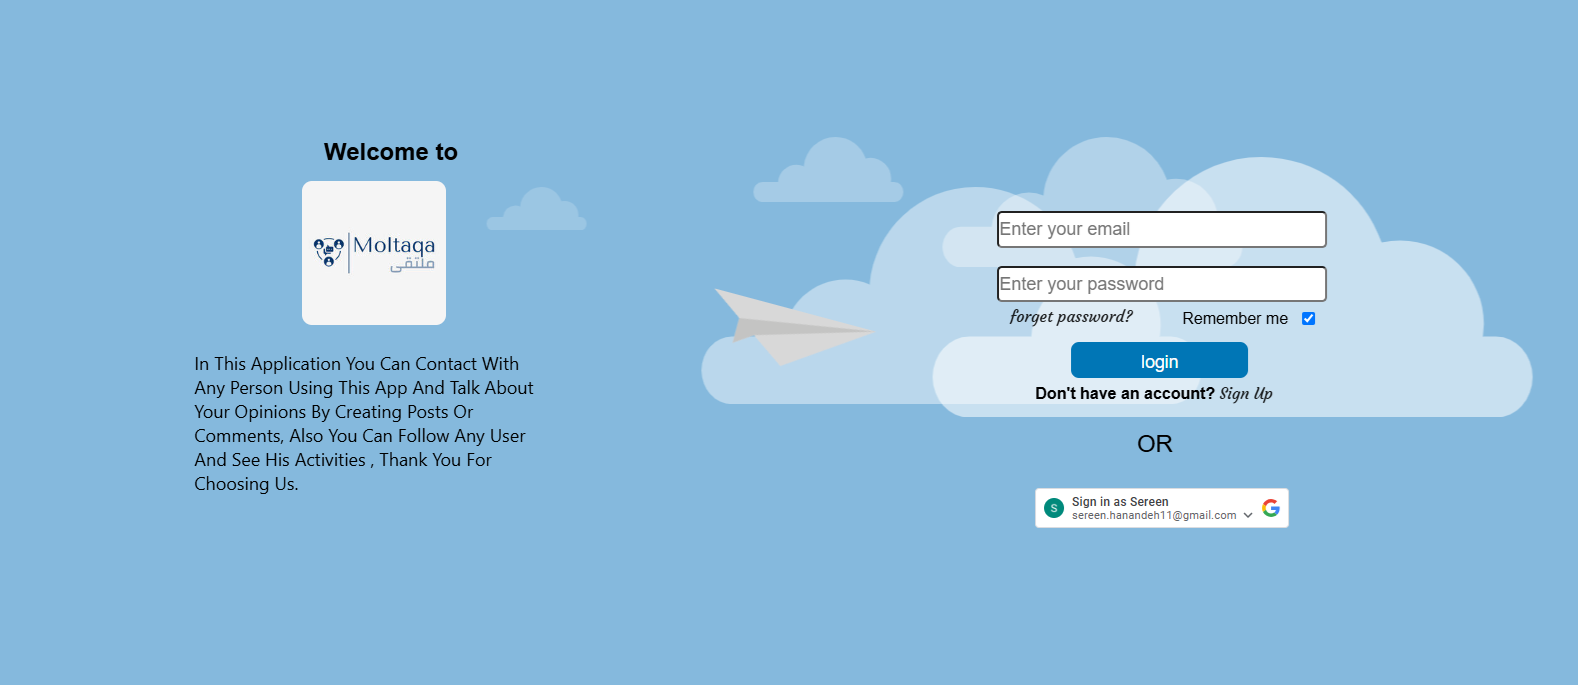 Welcome to
Moltaqa
ملتقى
In This Application You Can Contact With
Any Person Using This App And Talk About
Your Opinions By Creating Posts Or
Comments, Also You Can Follow Any User
And See His Activities , Thank You For
Choosing Us.
Enter your email
Enter your password
forget password? Remember me
login
Don't have an account? Sign Up
OR
S
Sign in as Sereen
sereen.hanandeh11@gmail.com